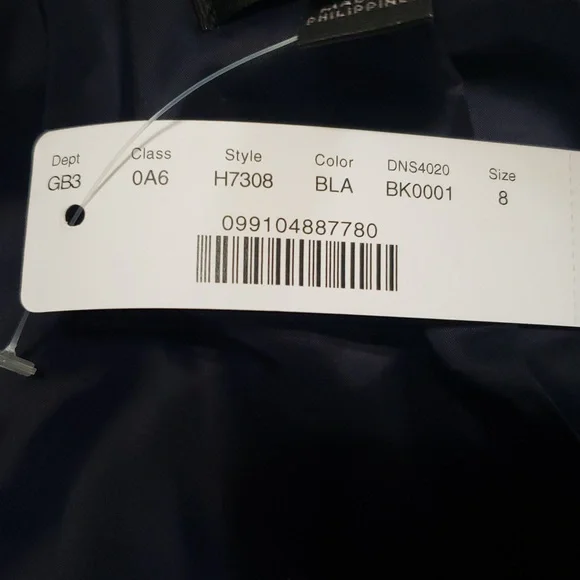 PHILIPPINE
Dept Class Style Color DNS4020 Size
GB3 0A6 H7308 BLA BK0001 8
099104887780